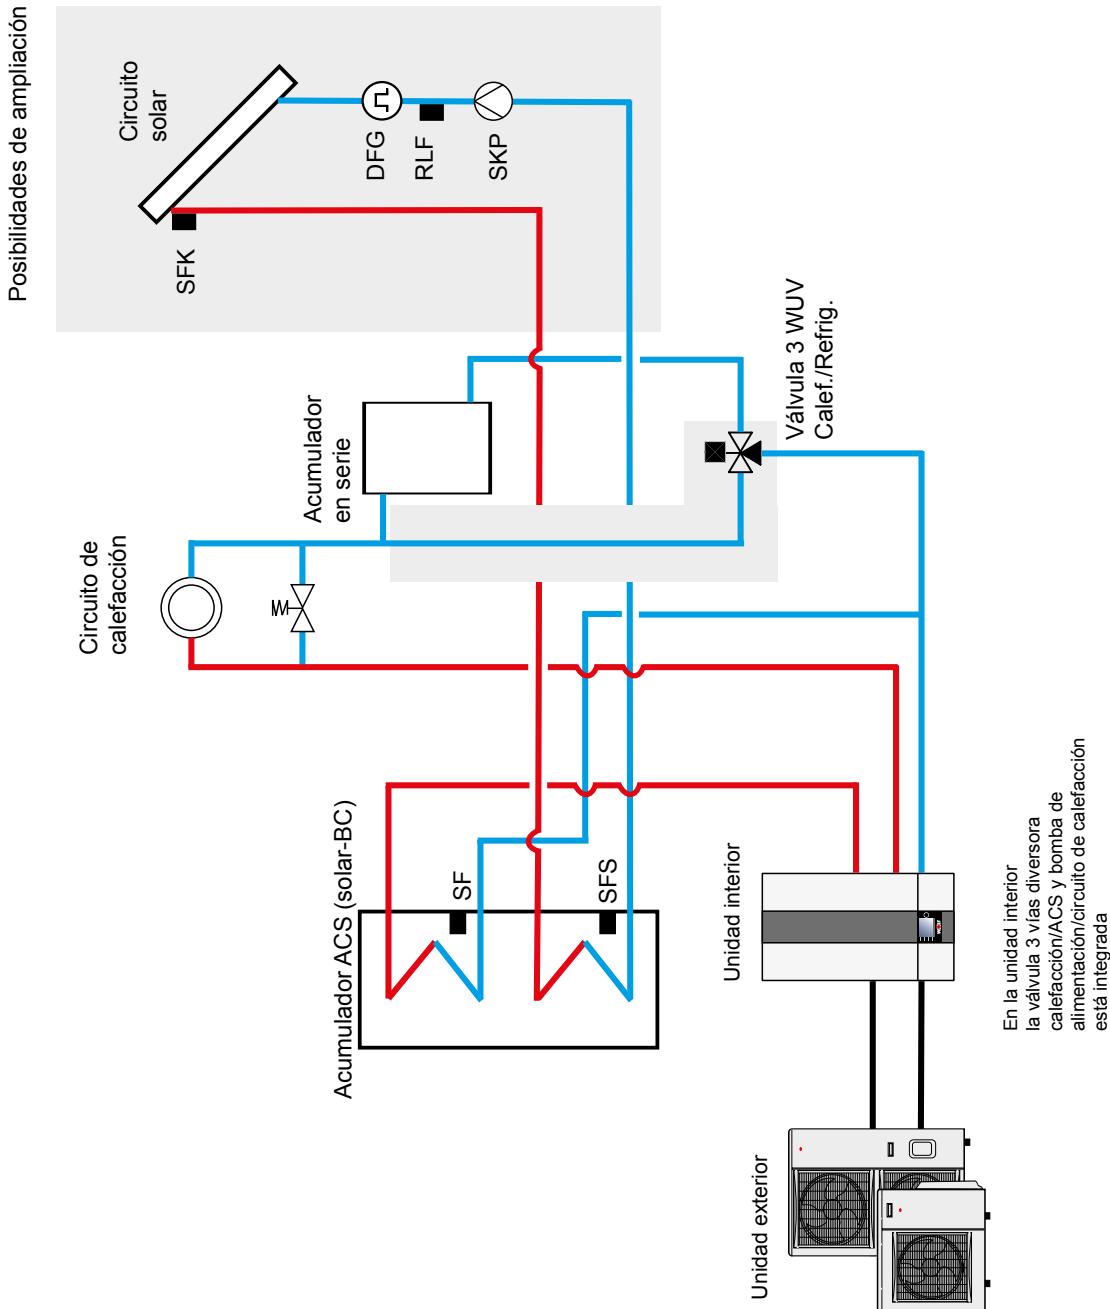 Posibilidades de ampliación
Circuito
solar
DFG
RLF
SKP
SFK
Válvula 3 WUV
Calef./Refrig.
Acumulador
en serie
Circuito de
calefacción
Acumulador ACS (solar-BC)
SF
SFS
Unidad interior
En la unidad interior
la válvula 3 vías diversora
calefacción/ACS y bomba de
alimentación/circuito de calefacción
está integrada
Unidad exterior
WOLF